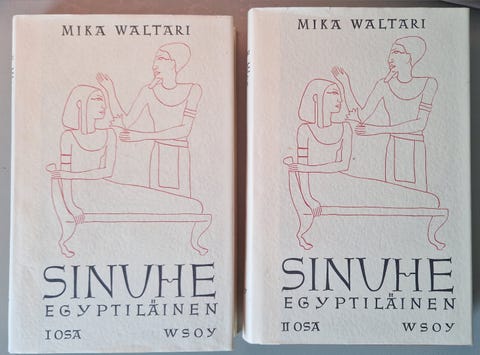 MIKA WALTARI
SINUHE
EGYPTILÄINEN
I OSA WSOY
MIKA WALTARI
SINUHE
EGYPTILÄINEN
II OSA WSOY